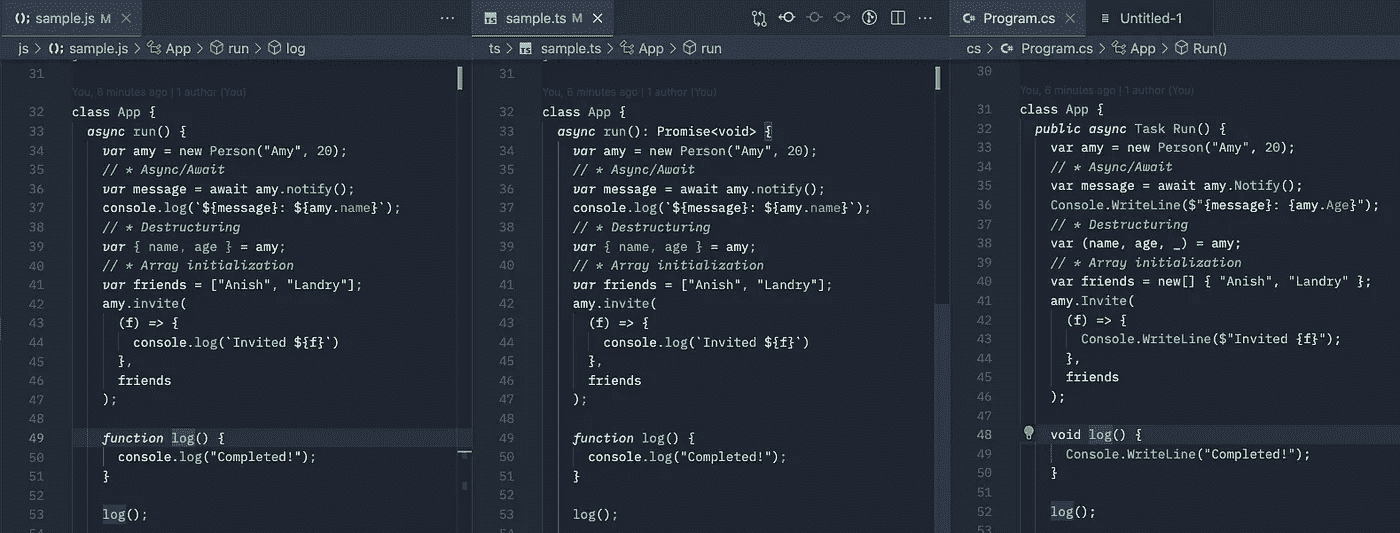 sample.js M
js > sample.js > App > run > log
31
You, 6 minutes ago | 1 author (You)
32 class App {
33 async run() {
34 var amy = new Person("Amy", 20);
35 // * Async/Await
36 var message = await amy.notify();
37 console.log(`${message}: ${amy.name}`);
38 // * Destructuring
39 var { name, age } = amy;
40 // * Array initialization
41 var friends = ["Anish", "Landry"];
42 amy.invite(
43 (f) => {
44 console.log(`Invited ${f}`)
45 },
46 friends
47 );
48
49 function log() {
50 console.log("Completed!");
51 }
52
53 log();
TS sample.ts M
ts > TS sample.ts > App > run
31
You, 6 minutes ago | 1 author (You)
32 class App {
33 async run(): Promise<void> {
34 var amy = new Person("Amy", 20);
35 // * Async/Await
36 var message = await amy.notify();
37 console.log(`${message}: ${amy.name}`);
38 // * Destructuring
39 var { name, age } = amy;
40 // * Array initialization
41 var friends = ["Anish", "Landry"];
42 amy.invite(
43 (f) => {
44 console.log(`Invited ${f}`)
45 },
46 friends
47 );
48
49 function log() {
50 console.log("Completed!");
51 }
52
53 log();
54
C# Program.cs
Untitled-1
cs > C# Program.cs > App > Run()
30
You, 6 minutes ago | 1 author (You)
31 class App {
32 public async Task Run() {
33 var amy = new Person("Amy", 20);
34 // * Async/Await
35 var message = await amy.Notify();
36 Console.WriteLine($"{message}: {amy.Age}");
37 // * Destructuring
38 var (name, age, _) = amy;
39 // * Array initialization
40 var friends = new[] { "Anish", "Landry" };
41 amy.Invite(
42 (f) => {
43 Console.WriteLine($"Invited {f}");
44 },
45 friends
46 );
47
48 void log() {
49 Console.WriteLine("Completed!");
50 }
51
52 log();
53